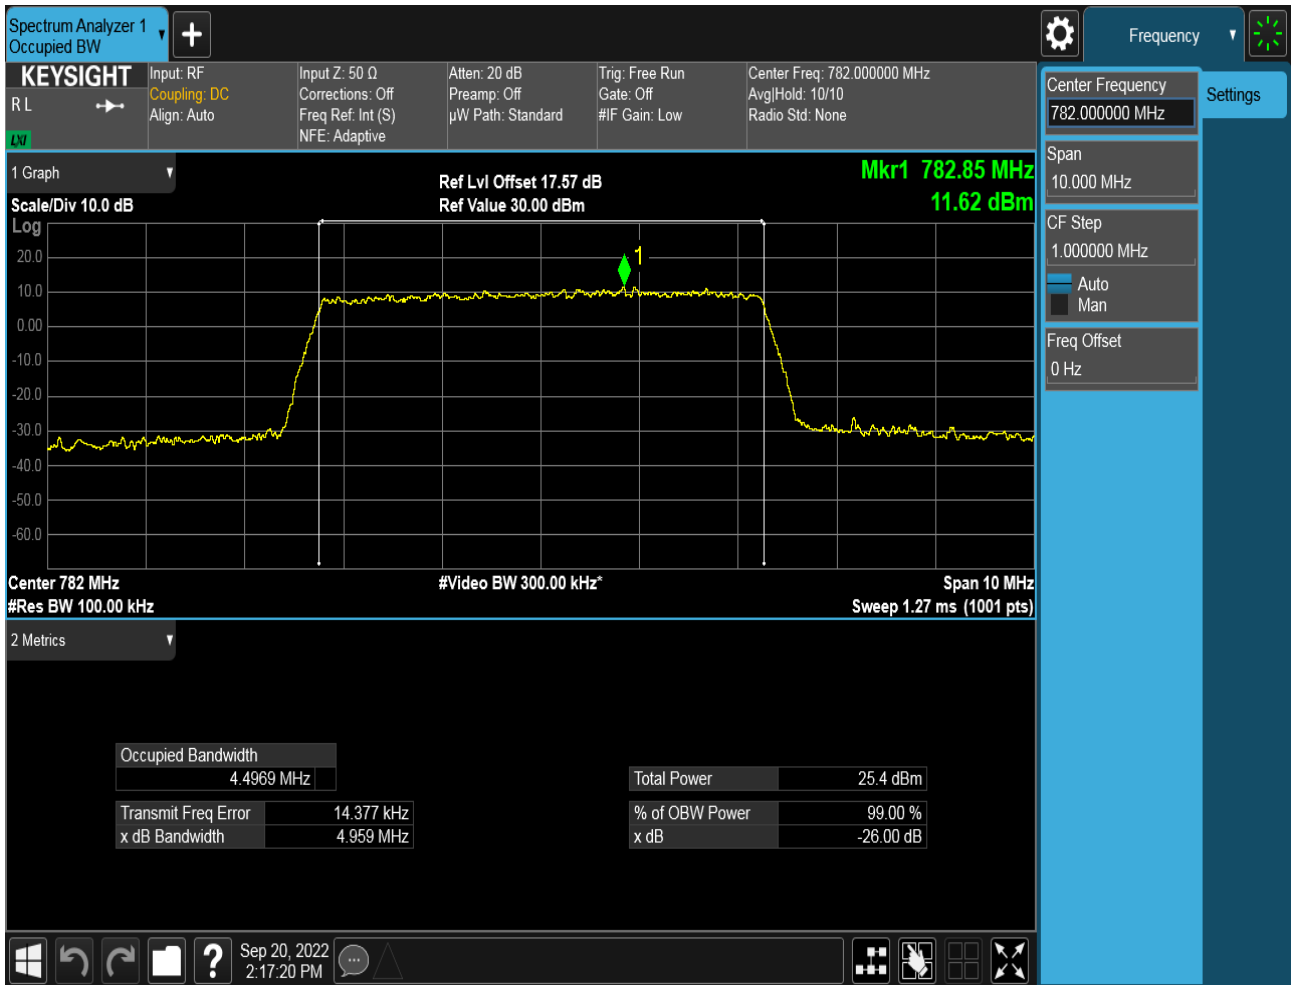 Spectrum Analyzer 1
Occupied BW
Frequency
KEYSIGHT
R L
LXI
Input: RF
Coupling: DC
Align: Auto
Input Z: 50 Ω
Corrections: Off
Freq Ref: Int (S)
NFE: Adaptive
Atten: 20 dB
Preamp: Off
µW Path: Standard
Trig: Free Run
Gate: Off
#IF Gain: Low
Center Freq: 782.000000 MHz
Avg|Hold: 10/10
Radio Std: None
Center Frequency
782.000000 MHz
Settings
Span
10.000 MHz
CF Step
1.000000 MHz
Auto
Man
Freq Offset
0 Hz
1 Graph
Scale/Div 10.0 dB
Log
Ref Lvl Offset 17.57 dB
Ref Value 30.00 dBm
Mkr1 782.85 MHz
11.62 dBm
1
20.0
10.0
0.00
-10.0
-20.0
-30.0
-40.0
-50.0
-60.0
Center 782 MHz
#Res BW 100.00 kHz
#Video BW 300.00 kHz*
Span 10 MHz
Sweep 1.27 ms (1001 pts)
2 Metrics
Occupied Bandwidth
4.4969 MHz
Transmit Freq Error 14.377 kHz
x dB Bandwidth 4.959 MHz
Total Power 25.4 dBm
% of OBW Power 99.00 %
x dB -26.00 dB
?
Sep 20, 2022
2:17:20 PM